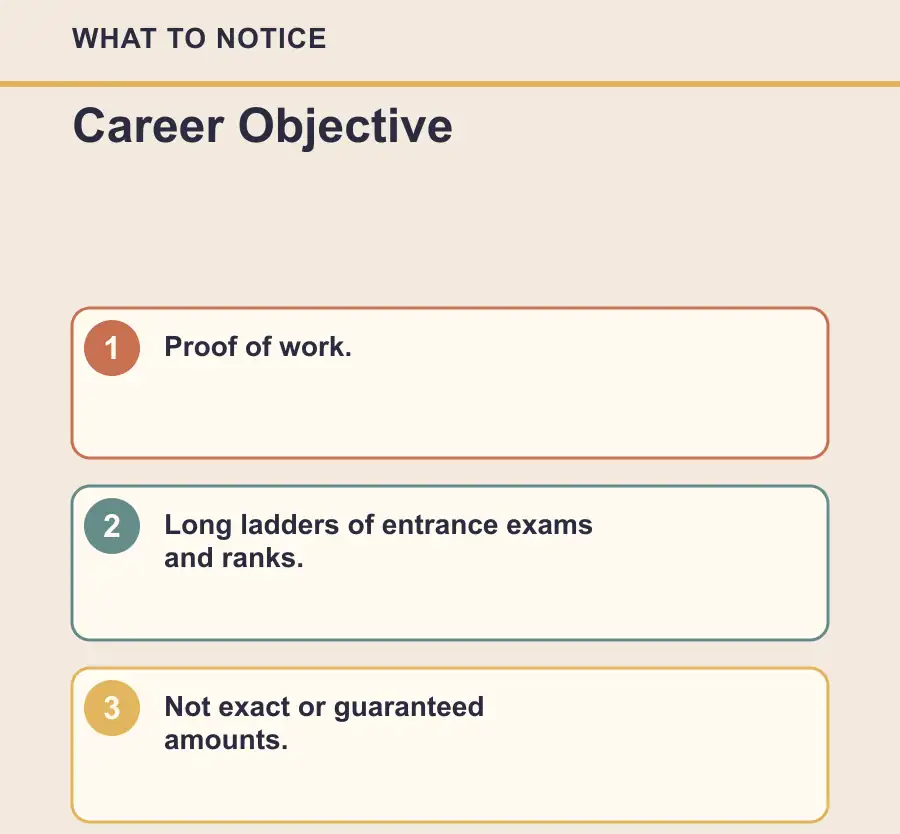 WHAT TO NOTICE
Career Objective
1
Proof of work.
2
Long ladders of entrance exams
and ranks.
3
Not exact or guaranteed
amounts.